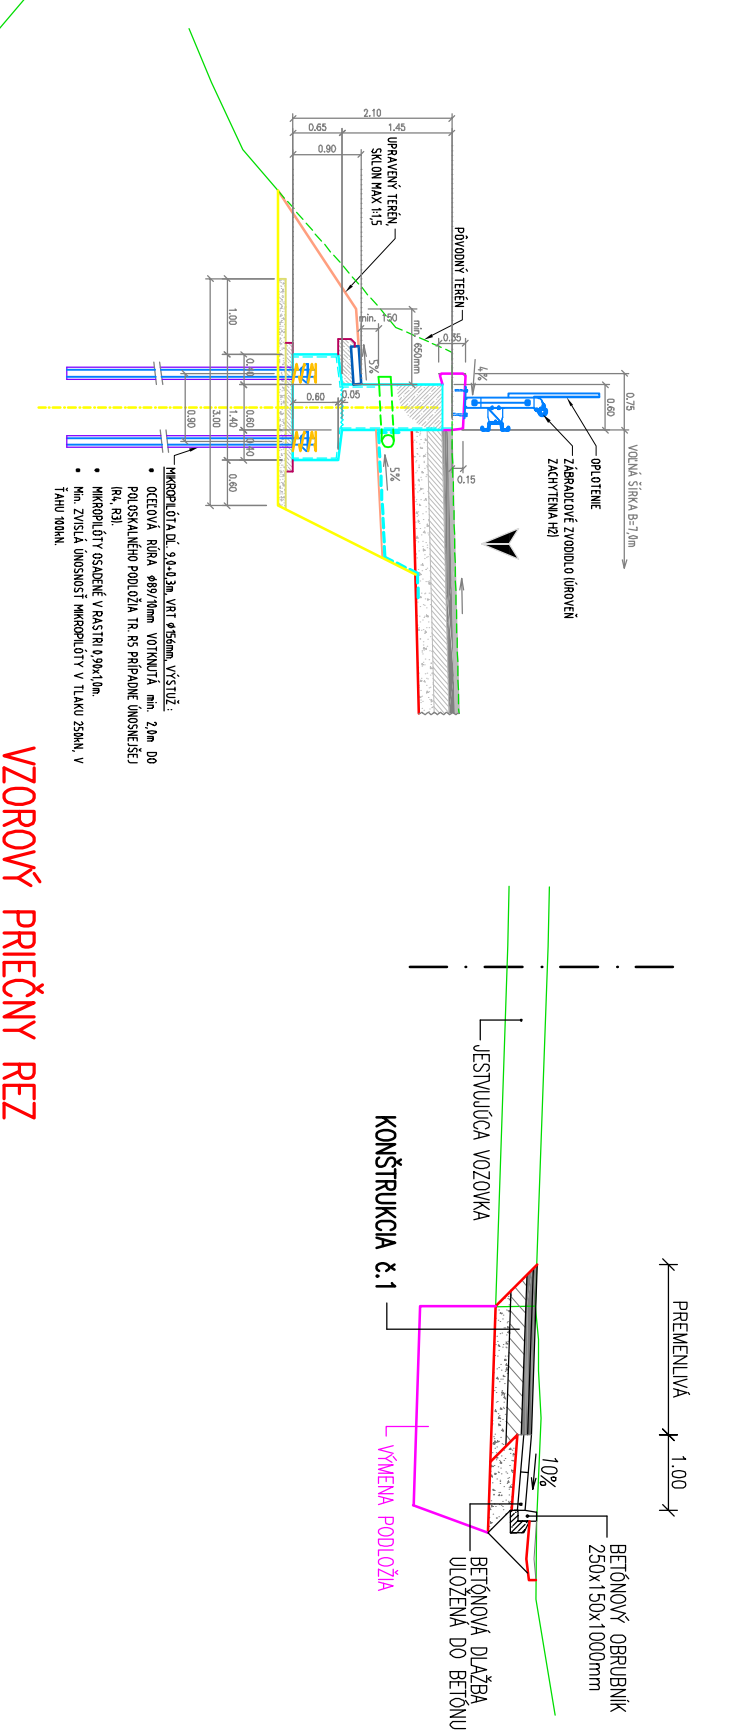 2.10
0.65
1.45
0.90
UPRAVENÝ TERÉN,
SKLON MAX 1:1,5
PÔVODNÝ TERÉN
min. 150
min. 650mm
0.35
4%
0.75
0.60
VOĽNÁ ŠÍRKA B=7,0m
OPLOTENIE
ZÁBRADEĽOVÉ ZVODIDLO (ÚROVEŇ
ZACHYTENIA H2)
0.15
5%
5%
0.05
0.60
1.00
0.60
1.40
3.00
0.90
0.60
MIKROPILÓTA DĹ. 9,0+0,3m, VRT ø156mm, VÝSTUŽ:
• OCEĽOVÁ RÚRA ø89/10mm VOTKNUTÁ min. 2,0m DO
POLOSKALNÉHO PODLOŽIA TR. R5 PRÍPADNE ÚNOSNEJŠEJ
(R4, R3).
• MIKROPILÓTY OSADENÉ V RASTRI 0,90x1,0m.
• Min. ZVISLÁ ÚNOSNOSŤ MIKROPILÓTY V TLAKU 250kN, V
ŤAHU 100kN.
VZOROVÝ PRIEČNY REZ
JESTVUJÚCA VOZOVKA
KONŠTRUKCIA č.1
PREMENLIVÁ
1.00
10%
VÝMENA PODLOŽIA
BETÓNOVÝ OBRUBNÍK
250x150x1000mm
BETÓNOVÁ DLAŽBA
ULOŽENÁ DO BETÓNU